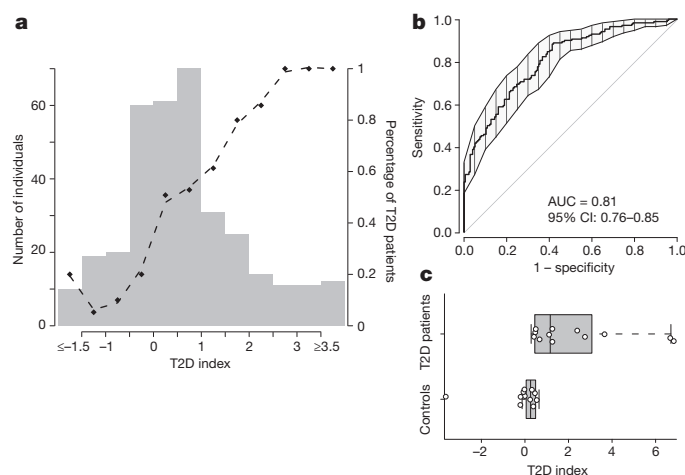 a
Number of individuals
60
40
20
0
1
0.8
0.6
0.4
0.2
0
Percentage of T2D patients
≤−1.5 −1 0 1 2 3 ≥3.5
T2D index
b
Sensitivity
1.0
0.8
0.6
0.4
0.2
0.0
AUC = 0.81
95% CI: 0.76–0.85
0.0 0.2 0.4 0.6 0.8 1.0
1 − specificity
c
T2D patients
Controls
−2 0 2 4 6
T2D index